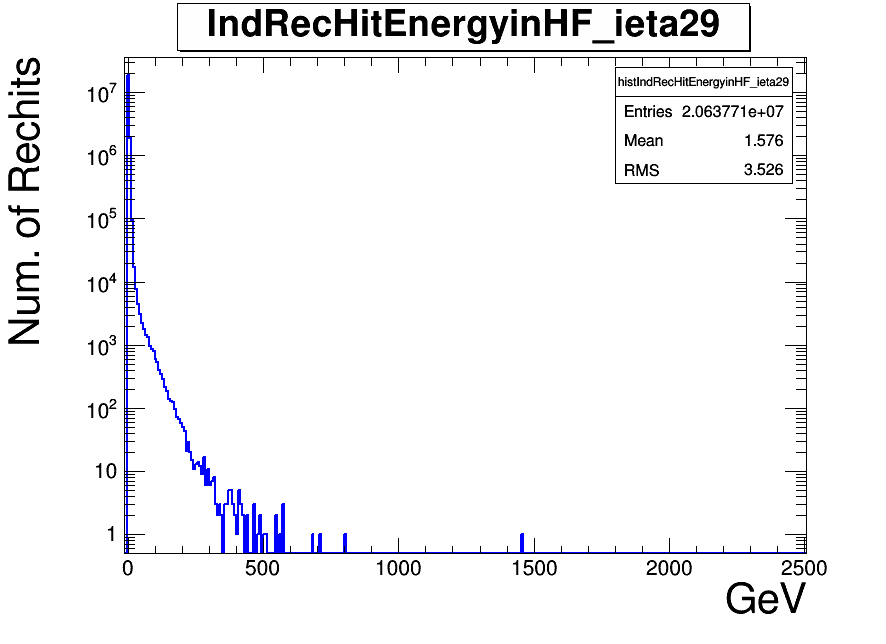 IndRecHitEnergyinHF_ieta29
histIndRecHitEnergyinHF_ieta29
Entries 2.063771e+07
Mean 1.576
RMS 3.526
Num. of Rechits
10^7
10^6
10^5
10^4
10^3
10^2
10
1
0 500 1000 1500 2000 2500
GeV